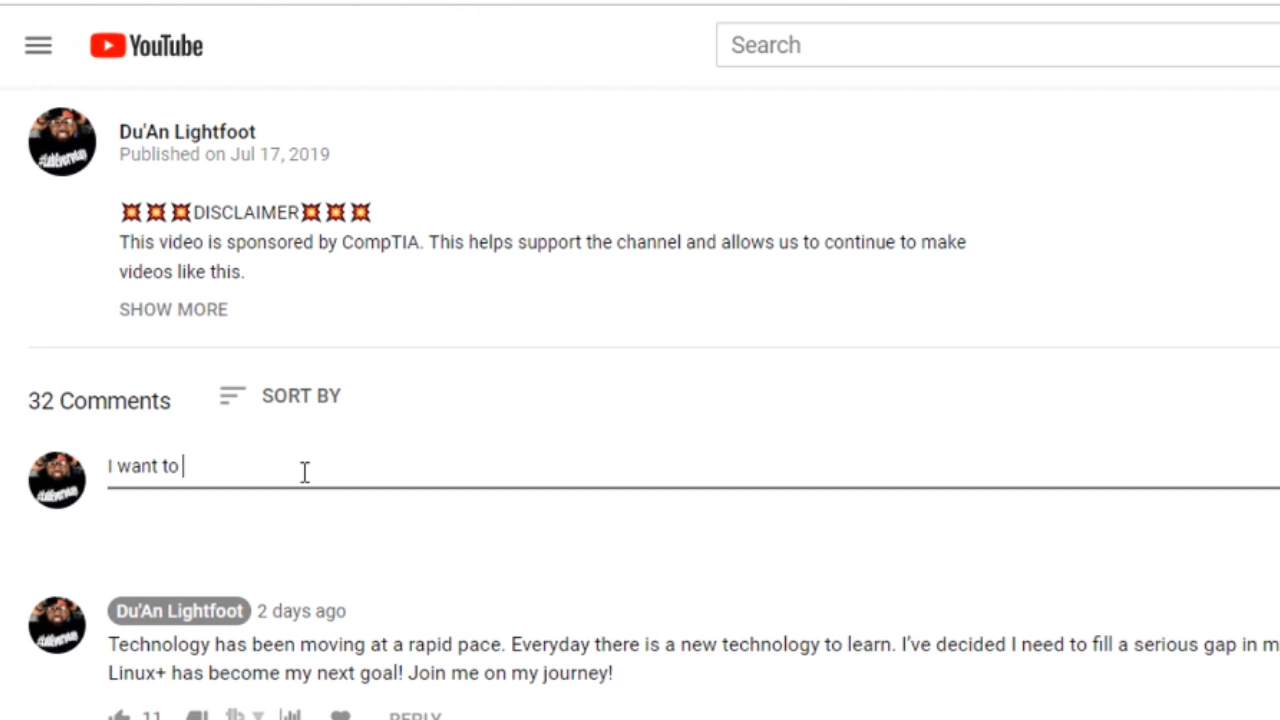 YouTube
Search
Du'An Lightfoot
Published on Jul 17, 2019
💥💥💥DISCLAIMER💥💥💥
This video is sponsored by CompTIA. This helps support the channel and allows us to continue to make
videos like this.
SHOW MORE
32 Comments
SORT BY
I want to
Du'An Lightfoot 2 days ago
Technology has been moving at a rapid pace. Everyday there is a new technology to learn. I've decided I need to fill a serious gap in m
Linux+ has become my next goal! Join me on my journey!
11
REPLY